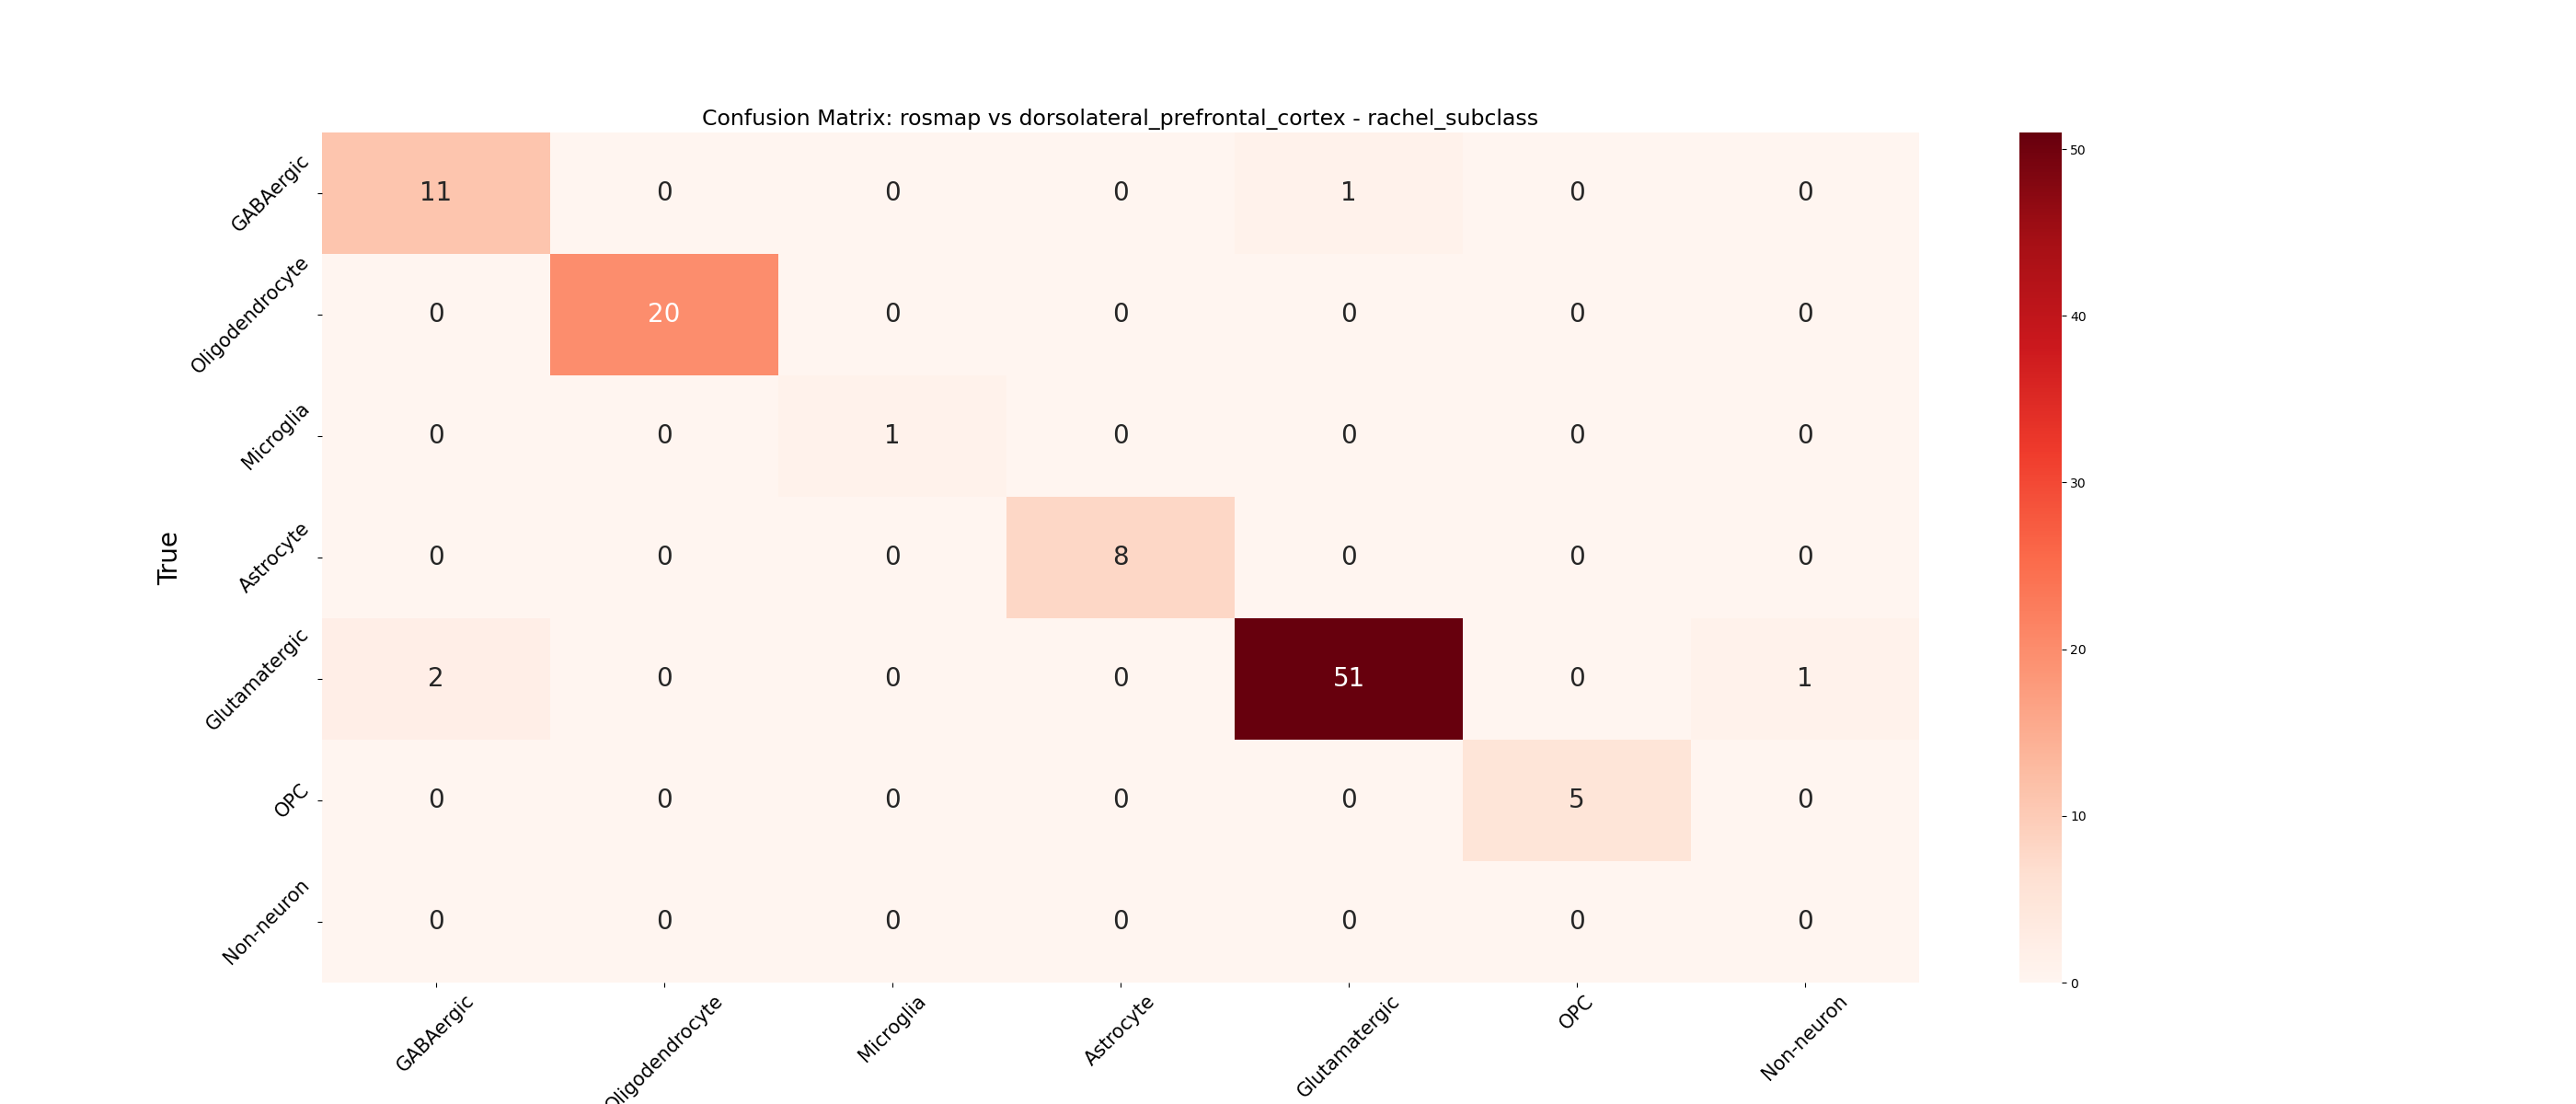 Confusion Matrix: rosmap vs dorsolateral_prefrontal_cortex - rachel_subclass
True
GABAergic 11 0 0 0 1 0 0
Oligodendrocyte 0 20 0 0 0 0 0
Microglia 0 0 1 0 0 0 0
Astrocyte 0 0 0 8 0 0 0
Glutamatergic 2 0 0 0 51 0 1
OPC 0 0 0 0 0 5 0
Non-neuron 0 0 0 0 0 0 0
GABAergic Oligodendrocyte Microglia Astrocyte Glutamatergic OPC Non-neuron
50
40
30
20
10
0